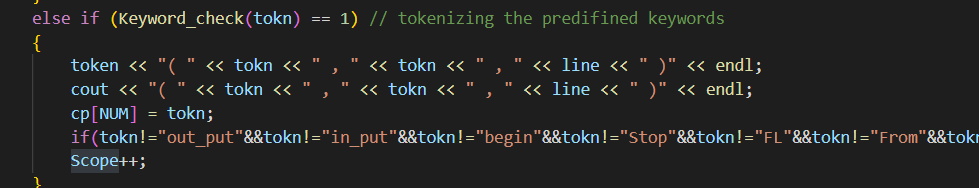 else if (Keyword_check(tokn) == 1) // tokenizing the predifined keywords
{
token << "( " << tokn << " , " << tokn << " , " << line << " )" << endl;
cout << "( " << tokn << " , " << tokn << " , " << line << " )" << endl;
cp[NUM] = tokn;
if(tokn!="out_put"&&tokn!="in_put"&&tokn!="begin"&&tokn!="Stop"&&tokn!="FL"&&tokn!="From"&&tokn
Scope++;
}